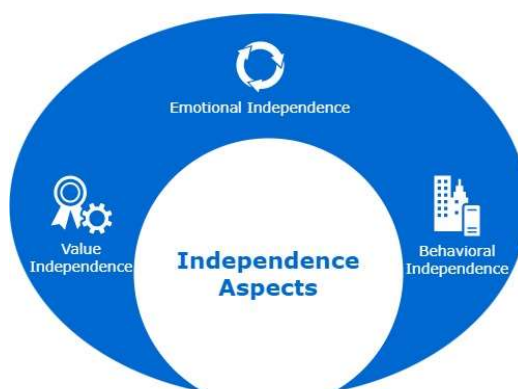 Emotional Independence
Value
Independence
Behavioral
Independence
Independence
Aspects